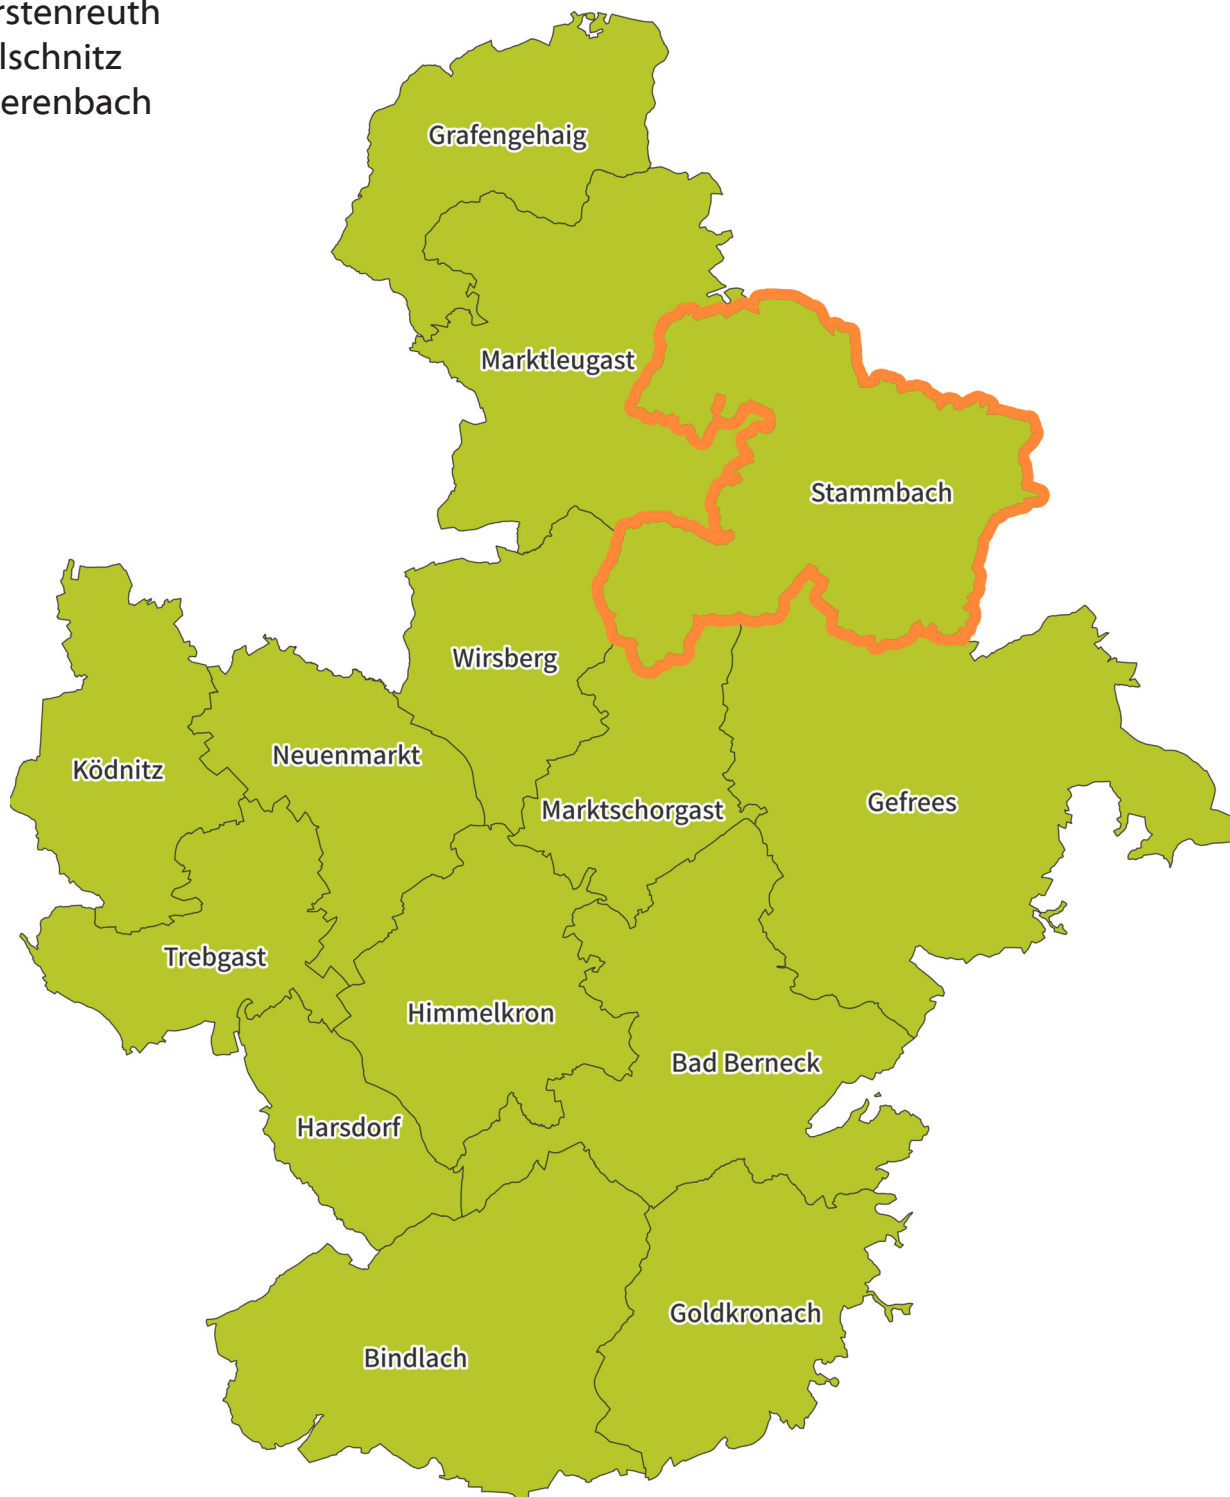 rstenreuth
lschnitz
erenbach
Grafengehaig
Marktleugast
Stammbach
Wirsberg
Neuenmarkt
Ködnitz
Marktschorgast
Gefrees
Trebgast
Himmelkron
Bad Berneck
Harsdorf
Goldkronach
Bindlach